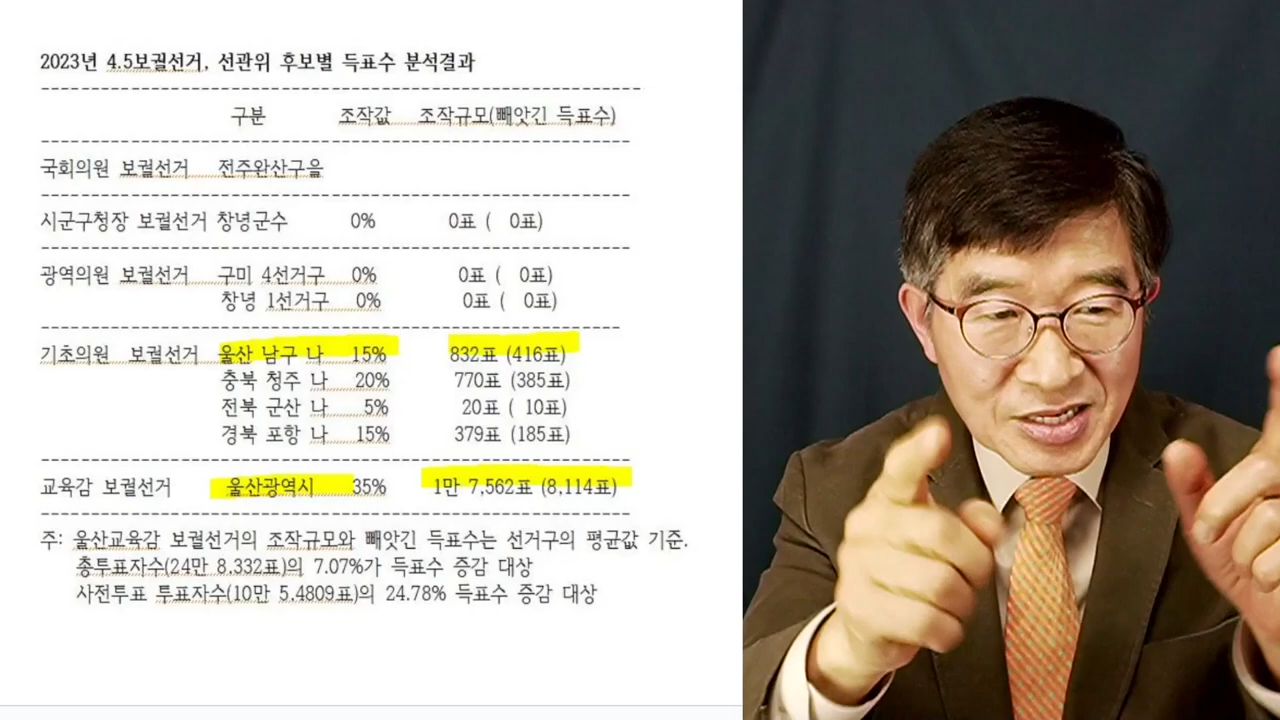 2023년 4.5보궐선거, 선관위 후보별 득표수 분석결과
구분 조작값 조작규모(빼앗긴 득표수)
국회의원 보궐선거 전주완산구을
시군구청장 보궐선거 창녕군수 0% 0표 ( 0표)
광역의원 보궐선거 구미 4선거구 0% 0표 ( 0표)
창녕 1선거구 0% 0표 ( 0표)
기초의원 보궐선거 울산 남구 나 15% 832표 (416표)
충북 청주 나 20% 770표 (385표)
전북 군산 나 5% 20표 ( 10표)
경북 포항 나 15% 379표 (185표)
교육감 보궐선거 울산광역시 35% 1만 7,562표 (8,114표)
주: 울산교육감 보궐선거의 조작규모와 빼앗긴 득표수는 선거구의 평균값 기준.
총투표자수(24만 8.332표)의 7.07%가 득표수 증감 대상
사전투표 투표자수(10만 5.4809표)의 24.78% 득표수 증감 대상